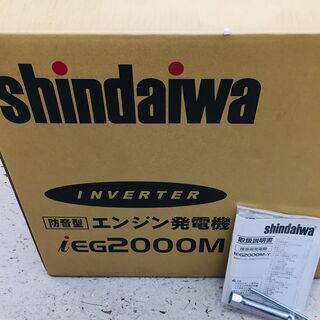 shindaiwa
INVERTER
防音型 エンジン発電機
iEG2000M
shindaiwa
取扱説明書
iEG2000M-Y